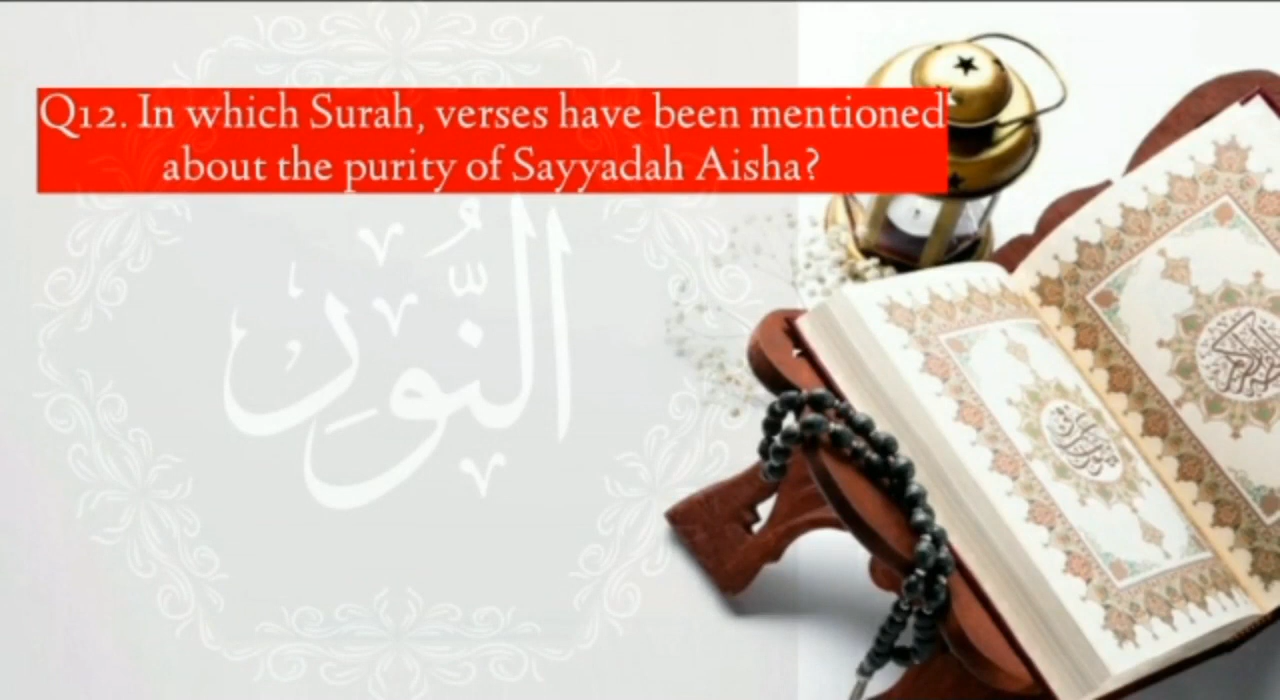 Q12. In which Surah, verses have been mentioned
about the purity of Sayyadah Aisha?
النُّور